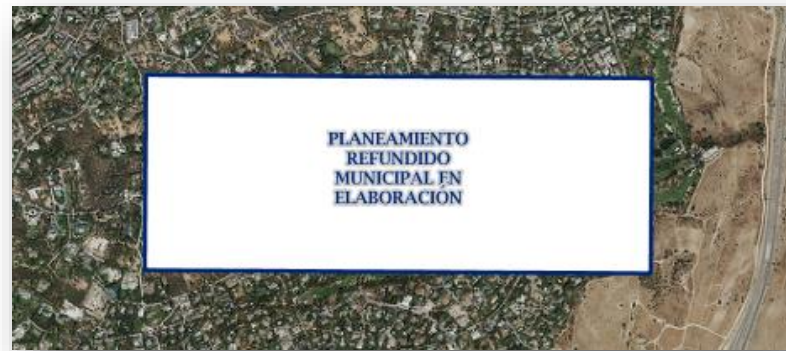 PLANEAMIENTO
REFUNDIDO
MUNICIPAL EN
ELABORACIÓN